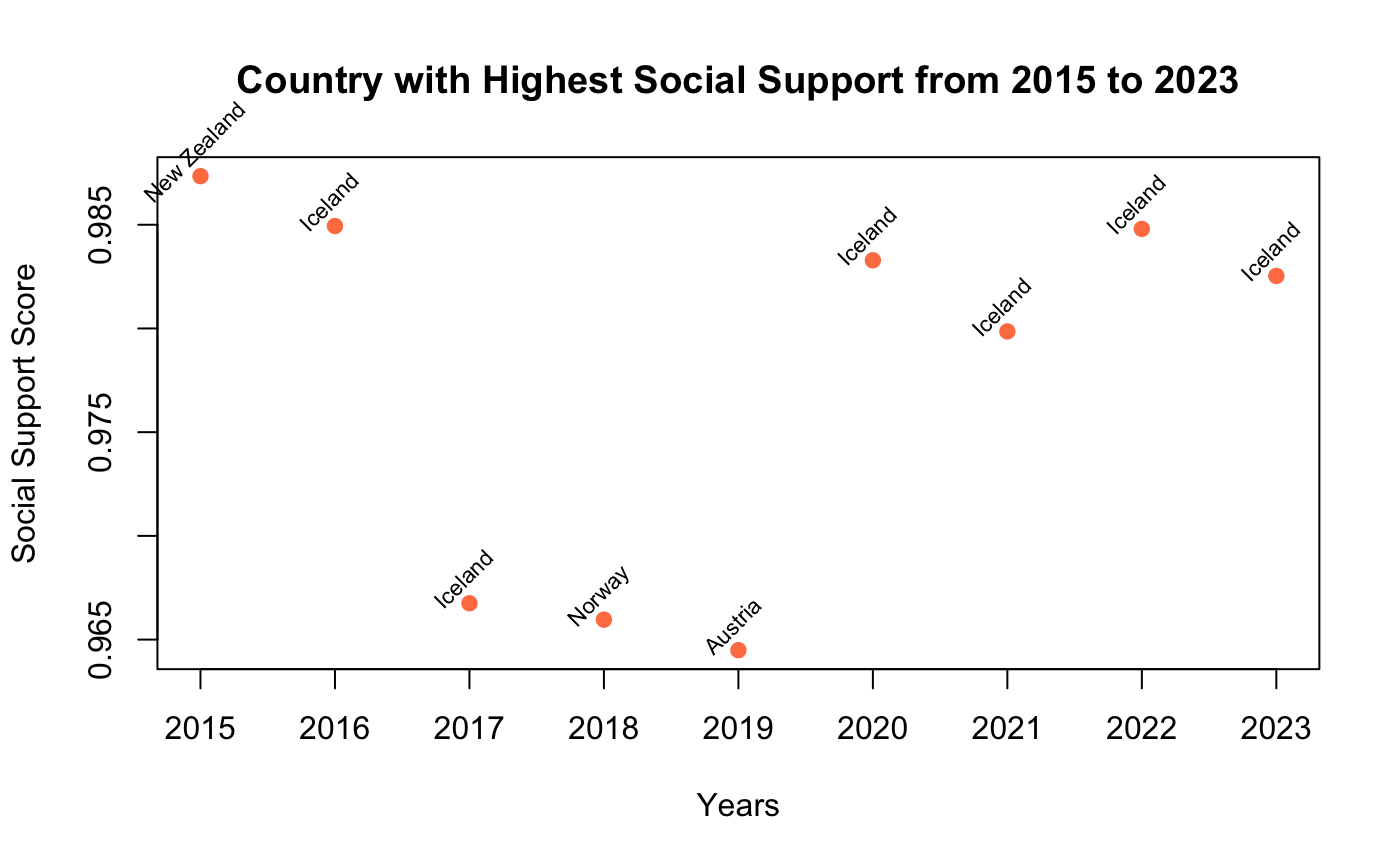 Country with Highest Social Support from 2015 to 2023
Social Support Score
0.985
0.975
0.965
New Zealand
Iceland
Iceland
Norway
Austria
Iceland
Iceland
Iceland
Iceland
2015 2016 2017 2018 2019 2020 2021 2022 2023
Years